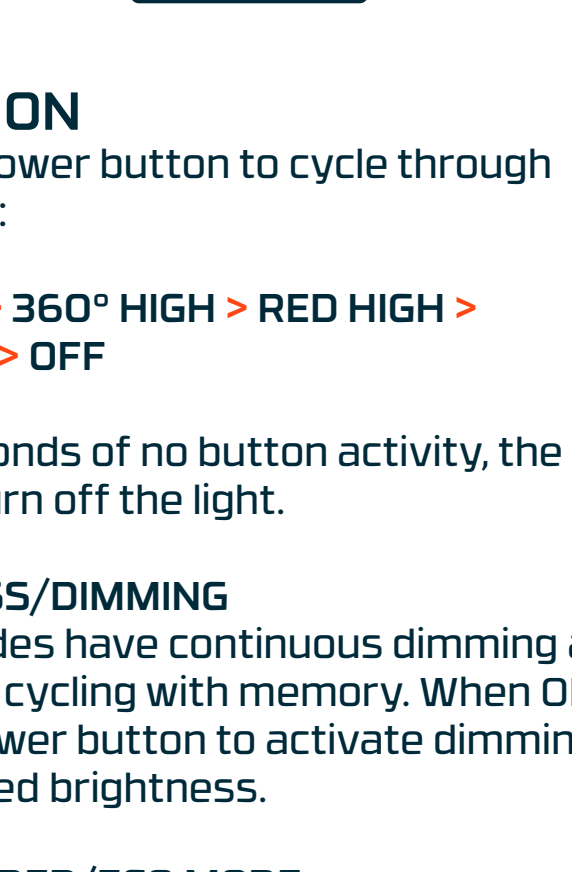 ON
ower button to cycle through
:
> 360° HIGH > RED HIGH >
> OFF
onds of no button activity, the
urn off the light.
SS/DIMMING
des have continuous dimming a
cycling with memory. When O
wer button to activate dimmin
ed brightness.